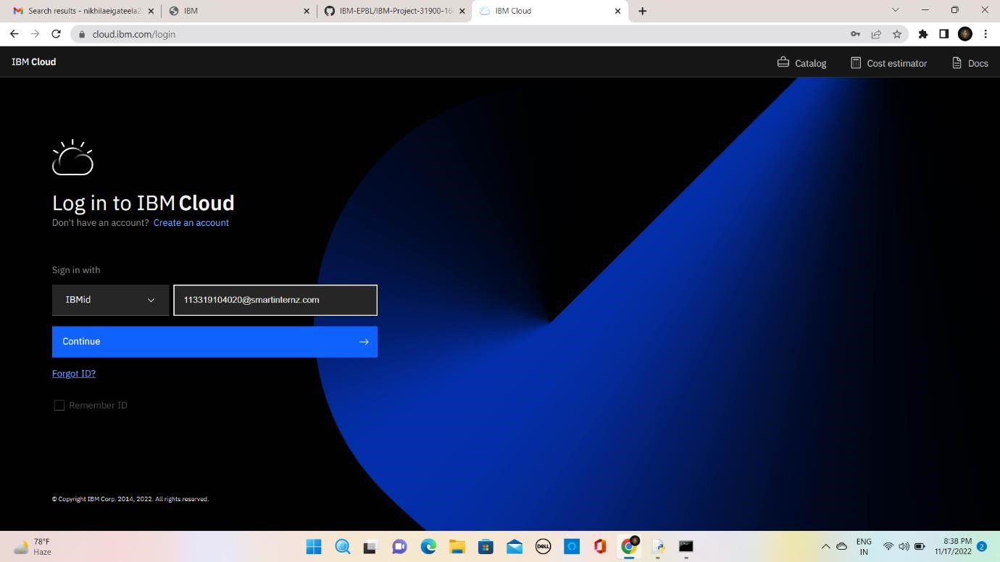 Search results - nikhilaeigateela2
IBM
IBM-EPBL/IBM-Project-31900-16
IBM Cloud
cloud.ibm.com/login
IBM Cloud
Catalog
Cost estimator
Docs
Log in to IBM Cloud
Don't have an account? Create an account
Sign in with
IBMid
113319104020@smartinternz.com
Continue
Forgot ID?
Remember ID
© Copyright IBM Corp. 2014, 2022. All rights reserved.
78°F
Haze
DELL
ENG
IN
8:38 PM
11/17/2022
2